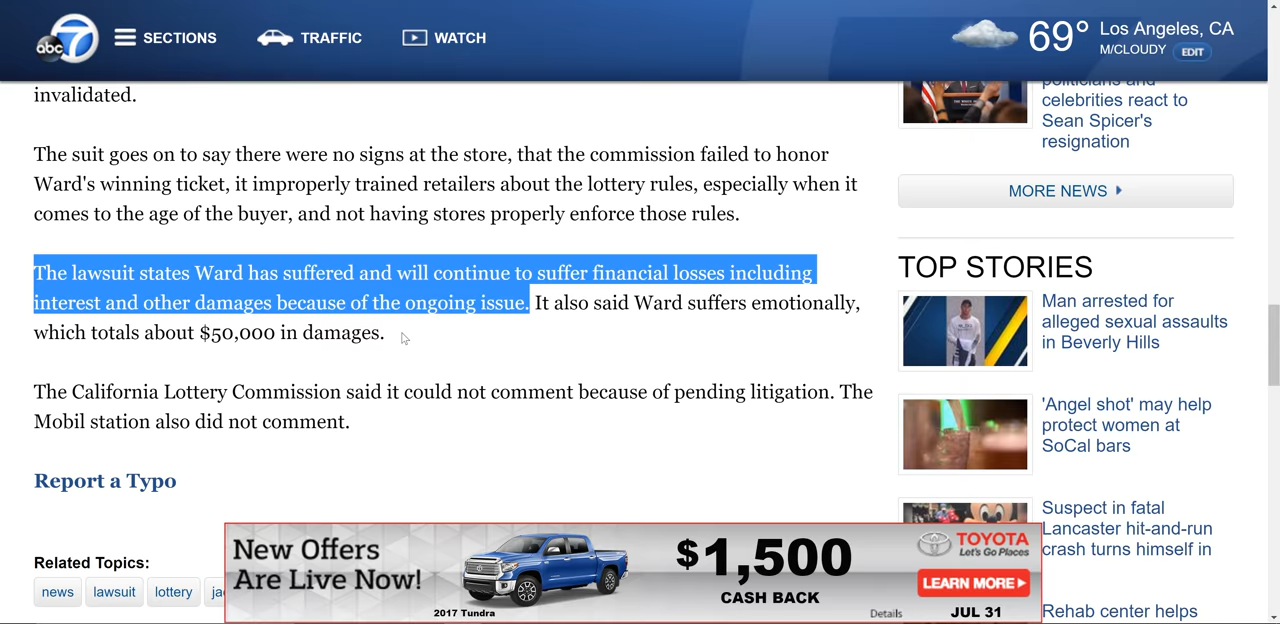 abc 7
SECTIONS
TRAFFIC
WATCH
69°
Los Angeles, CA
M/CLOUDY
EDIT
invalidated.
The suit goes on to say there were no signs at the store, that the commission failed to honor
Ward's winning ticket, it improperly trained retailers about the lottery rules, especially when it
comes to the age of the buyer, and not having stores properly enforce those rules.
The lawsuit states Ward has suffered and will continue to suffer financial losses including
interest and other damages because of the ongoing issue. It also said Ward suffers emotionally,
which totals about $50,000 in damages.
The California Lottery Commission said it could not comment because of pending litigation. The
Mobil station also did not comment.
Report a Typo
Related Topics:
news
lawsuit
lottery
politicians and
celebrities react to
Sean Spicer's
resignation
MORE NEWS
TOP STORIES
Man arrested for
alleged sexual assaults
in Beverly Hills
'Angel shot' may help
protect women at
SoCal bars
Suspect in fatal
Lancaster hit-and-run
crash turns himself in
Rehab center helps
New Offers
Are Live Now!
2017 Tundra
$1,500
CASH BACK
Details
TOYOTA
Let's Go Places
LEARN MORE
JUL 31